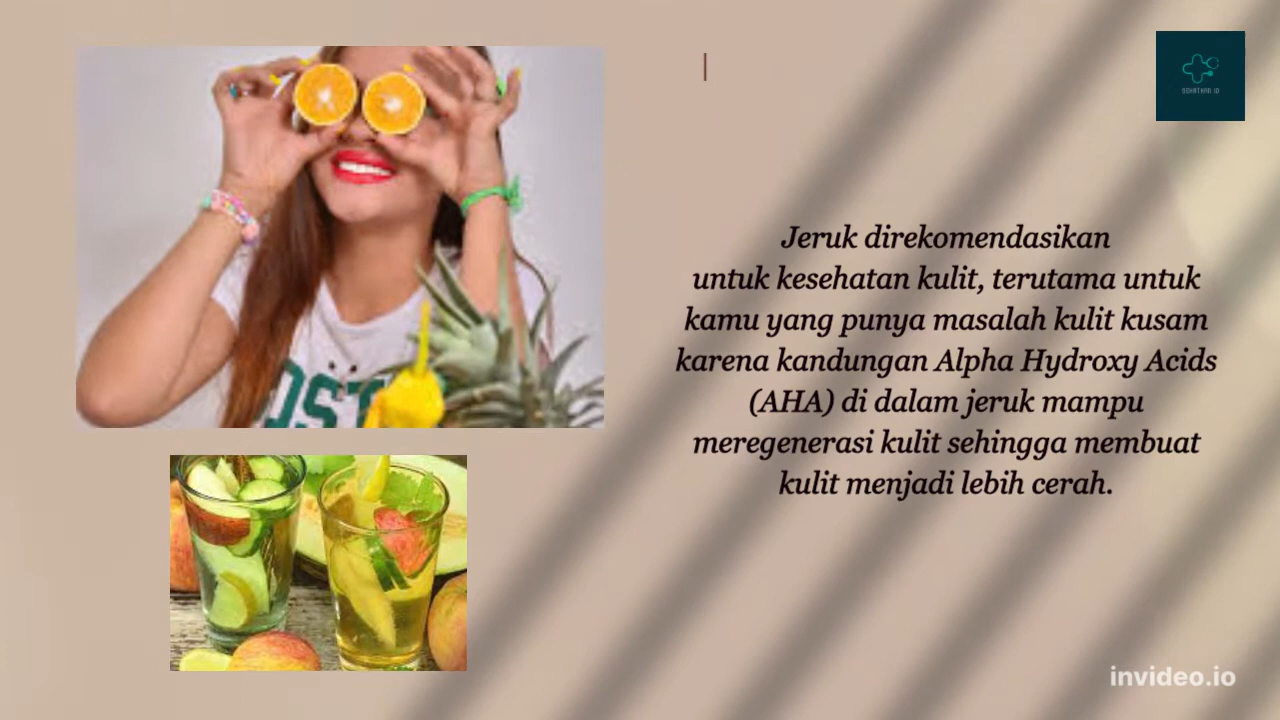 Jeruk direkomendasikan
untuk kesehatan kulit, terutama untuk
kamu yang punya masalah kulit kusam
karena kandungan Alpha Hydroxy Acids
(AHA) di dalam jeruk mampu
meregenerasi kulit sehingga membuat
kulit menjadi lebih cerah.
invideo.io